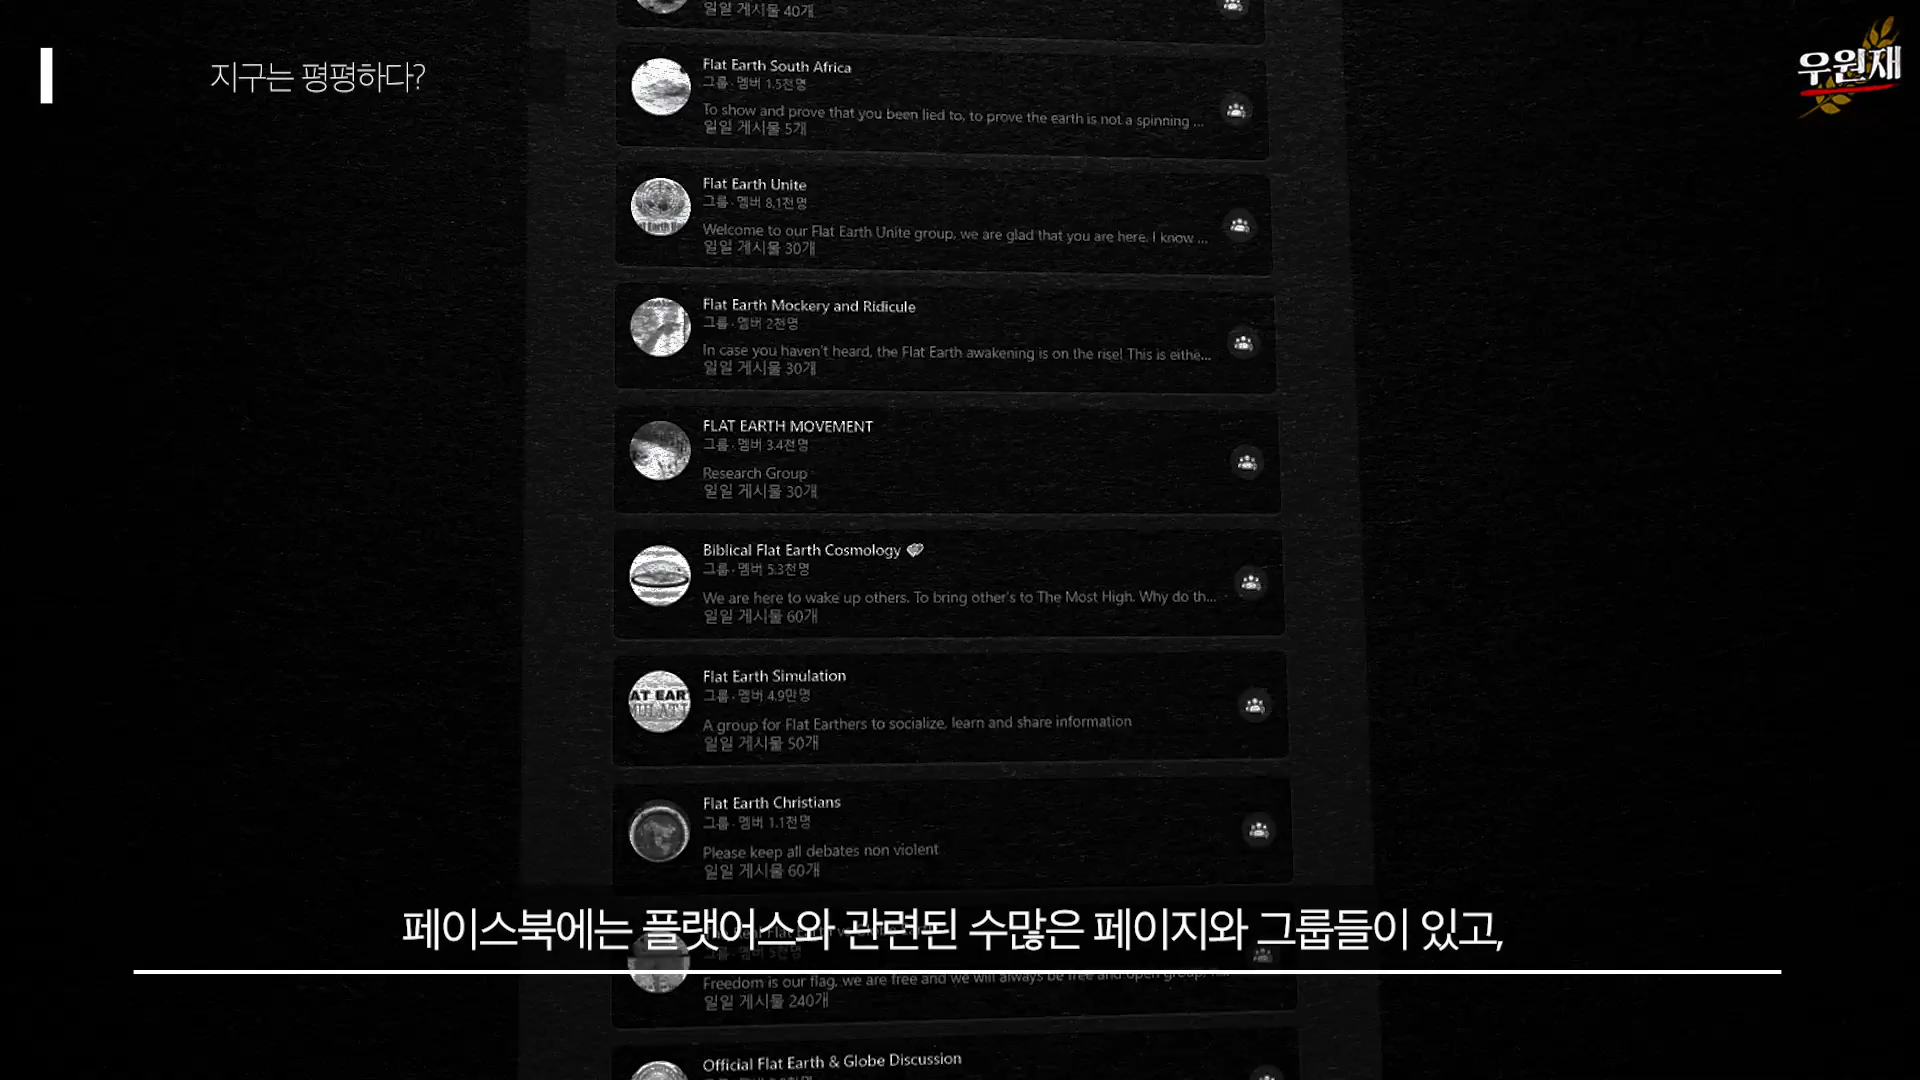 일일 게시물 40개
지구는 평평하다?
우원재
Flat Earth South Africa
그룹 · 멤버 1.5천명
To show and prove that you been lied to, to prove the earth is not a spinning ...
일일 게시물 5개
Flat Earth Unite
그룹 · 멤버 8.1천명
Welcome to our Flat Earth Unite group, we are glad that you are here. I know ...
일일 게시물 30개
Flat Earth Mockery and Ridicule
그룹 · 멤버 2천명
In case you haven't heard, the Flat Earth awakening is on the rise! This is eithe...
일일 게시물 30개
FLAT EARTH MOVEMENT
그룹 · 멤버 3.4천명
Research Group
일일 게시물 30개
Biblical Flat Earth Cosmology
그룹 · 멤버 5.3천명
We are here to wake up others. To bring other's to The Most High. Why do th...
일일 게시물 60개
Flat Earth Simulation
그룹 · 멤버 4.9만명
A group for Flat Earthers to socialize, learn and share information
일일 게시물 50개
Flat Earth Christians
그룹 · 멤버 1.1천명
Please keep all debates non violent
일일 게시물 60개
페이스북에는 플랫어스와 관련된 수많은 페이지와 그룹들이 있고,
그룹 · 멤버 5천명
Freedom is our flag, we are free and we will always be free and open group,
일일 게시물 240개
Official Flat Earth & Globe Discussion